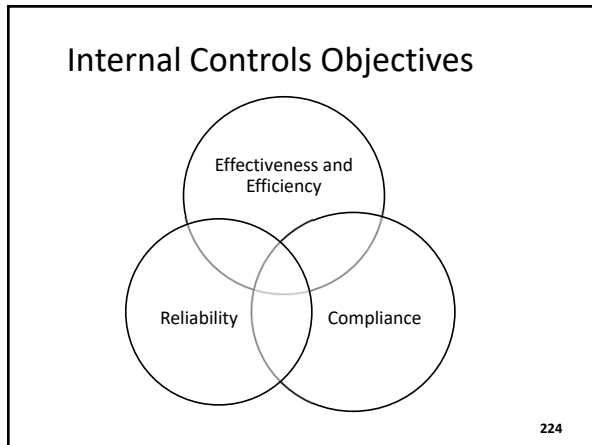 Internal Controls Objectives
Effectiveness and
Efficiency
Reliability
Compliance
224